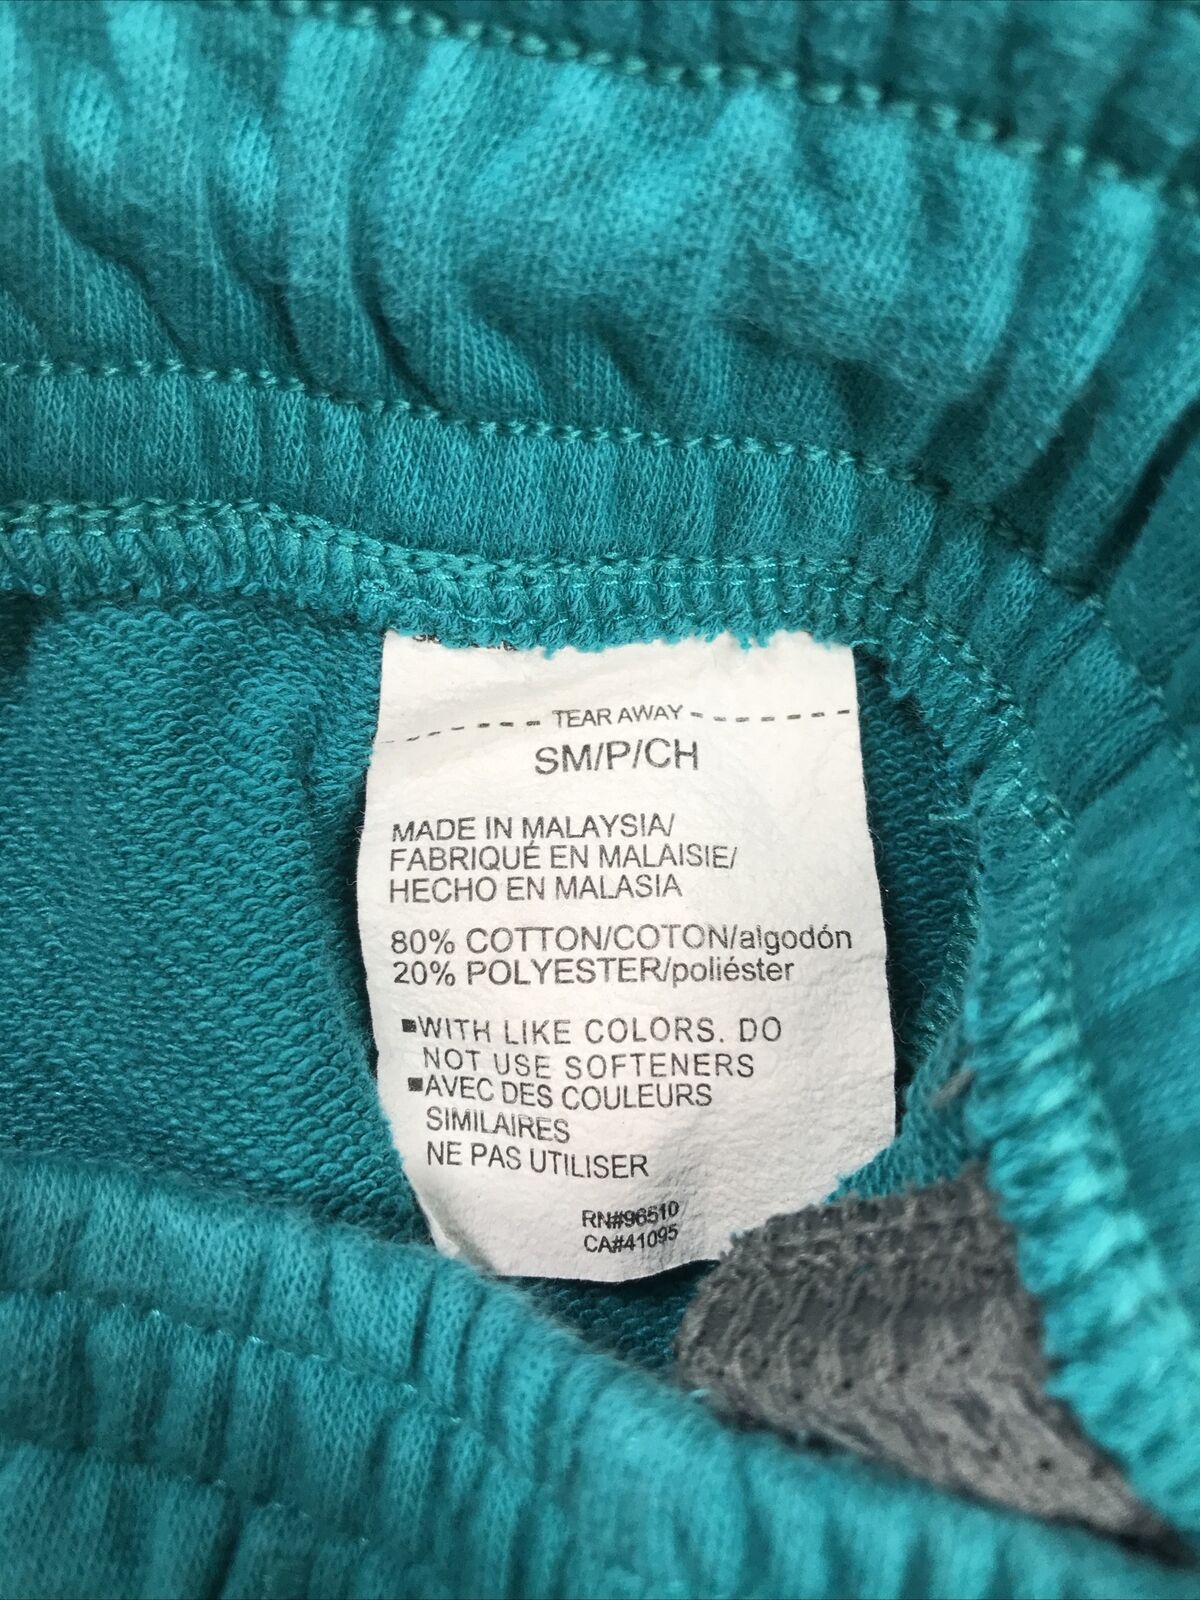 TEAR AWAY
SM/P/CH
MADE IN MALAYSIA/
FABRIQUÉ EN MALAISIE/
HECHO EN MALASIA
80% COTTON/COTON/algodón
20% POLYESTER/poliéster
WITH LIKE COLORS. DO
NOT USE SOFTENERS
AVEC DES COULEURS
SIMILAIRES
NE PAS UTILISER
RN#96510
CA#41095